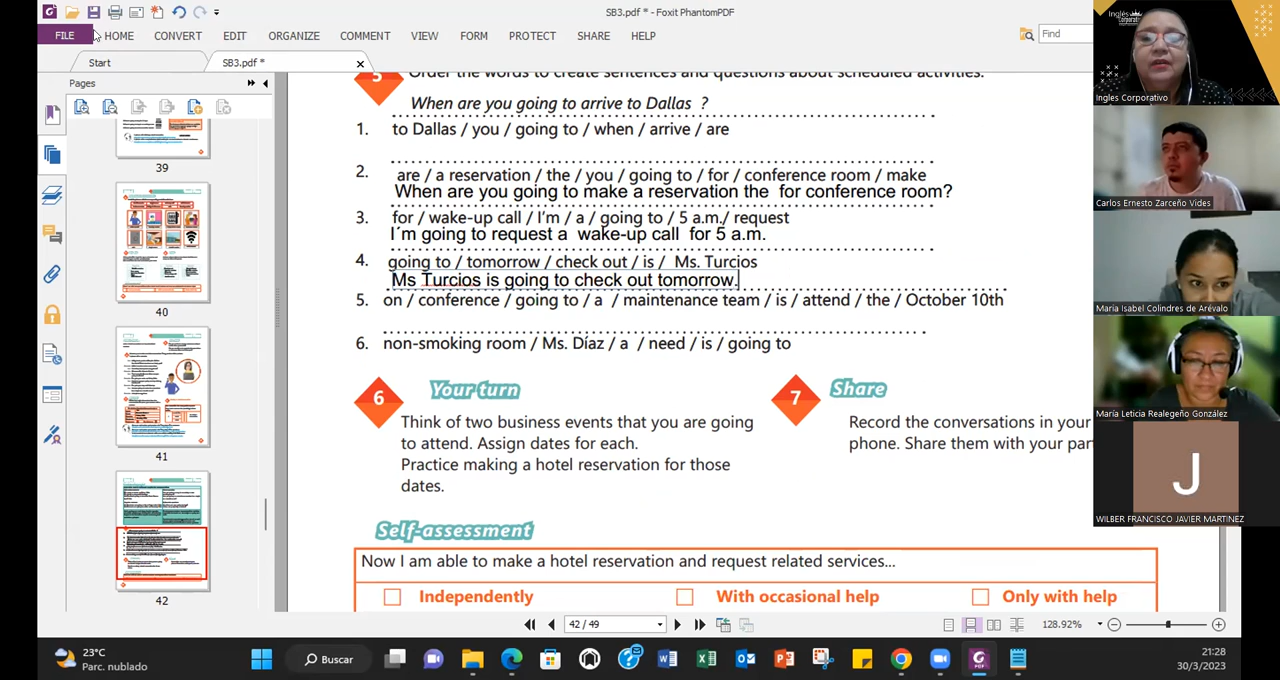 SB3.pdf * - Foxit PhantomPDF
FILE HOME CONVERT EDIT ORGANIZE COMMENT VIEW FORM PROTECT SHARE HELP
Find
Start
SB3.pdf *
Pages
39
40
41
42
5
Order the words to create sentences and questions about scheduled activities.
When are you going to arrive to Dallas ?
1. to Dallas / you / going to / when / arrive / are
2. are / a reservation / the / you / going to / for / conference room / make
When are you going to make a reservation the for conference room?
3. for / wake-up call / I'm / a / going to / 5 a.m./ request
I´m going to request a wake-up call for 5 a.m.
4. going to / tomorrow / check out / is / Ms. Turcios
Ms Turcios is going to check out tomorrow.
5. on / conference / going to / a / maintenance team / is / attend / the / October 10th
6. non-smoking room / Ms. Díaz / a / need / is / going to
6 Your turn
Think of two business events that you are going
to attend. Assign dates for each.
Practice making a hotel reservation for those
dates.
7 Share
Record the conversations in your
phone. Share them with your par
Self-assessment
Now I am able to make a hotel reservation and request related services...
Independently
With occasional help
Only with help
42 / 49
128.92%
Inglés Corporativo
Ingles Corporativo
Carlos Ernesto Zarceño Vides
María Isabel Colindres de Arévalo
María Leticia Realegeño González
J
WILBER FRANCISCO JAVIER MARTINEZ
23°C
Parc. nublado
Buscar
21:28
30/3/2023